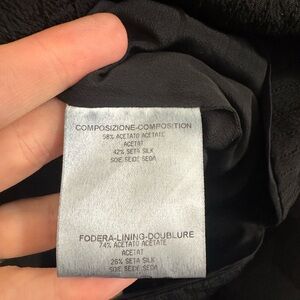 COMPOSIZIONE-COMPOSITION
58% ACETATO ACETATE
ACETAT
42% SETA SILK
SOIE SEIDE SEDA
FODERA-LINING-DOUBLURE
74% ACETATO ACETATE
ACETAT
26% SETA SILK
SOIE SEIDE SEDA